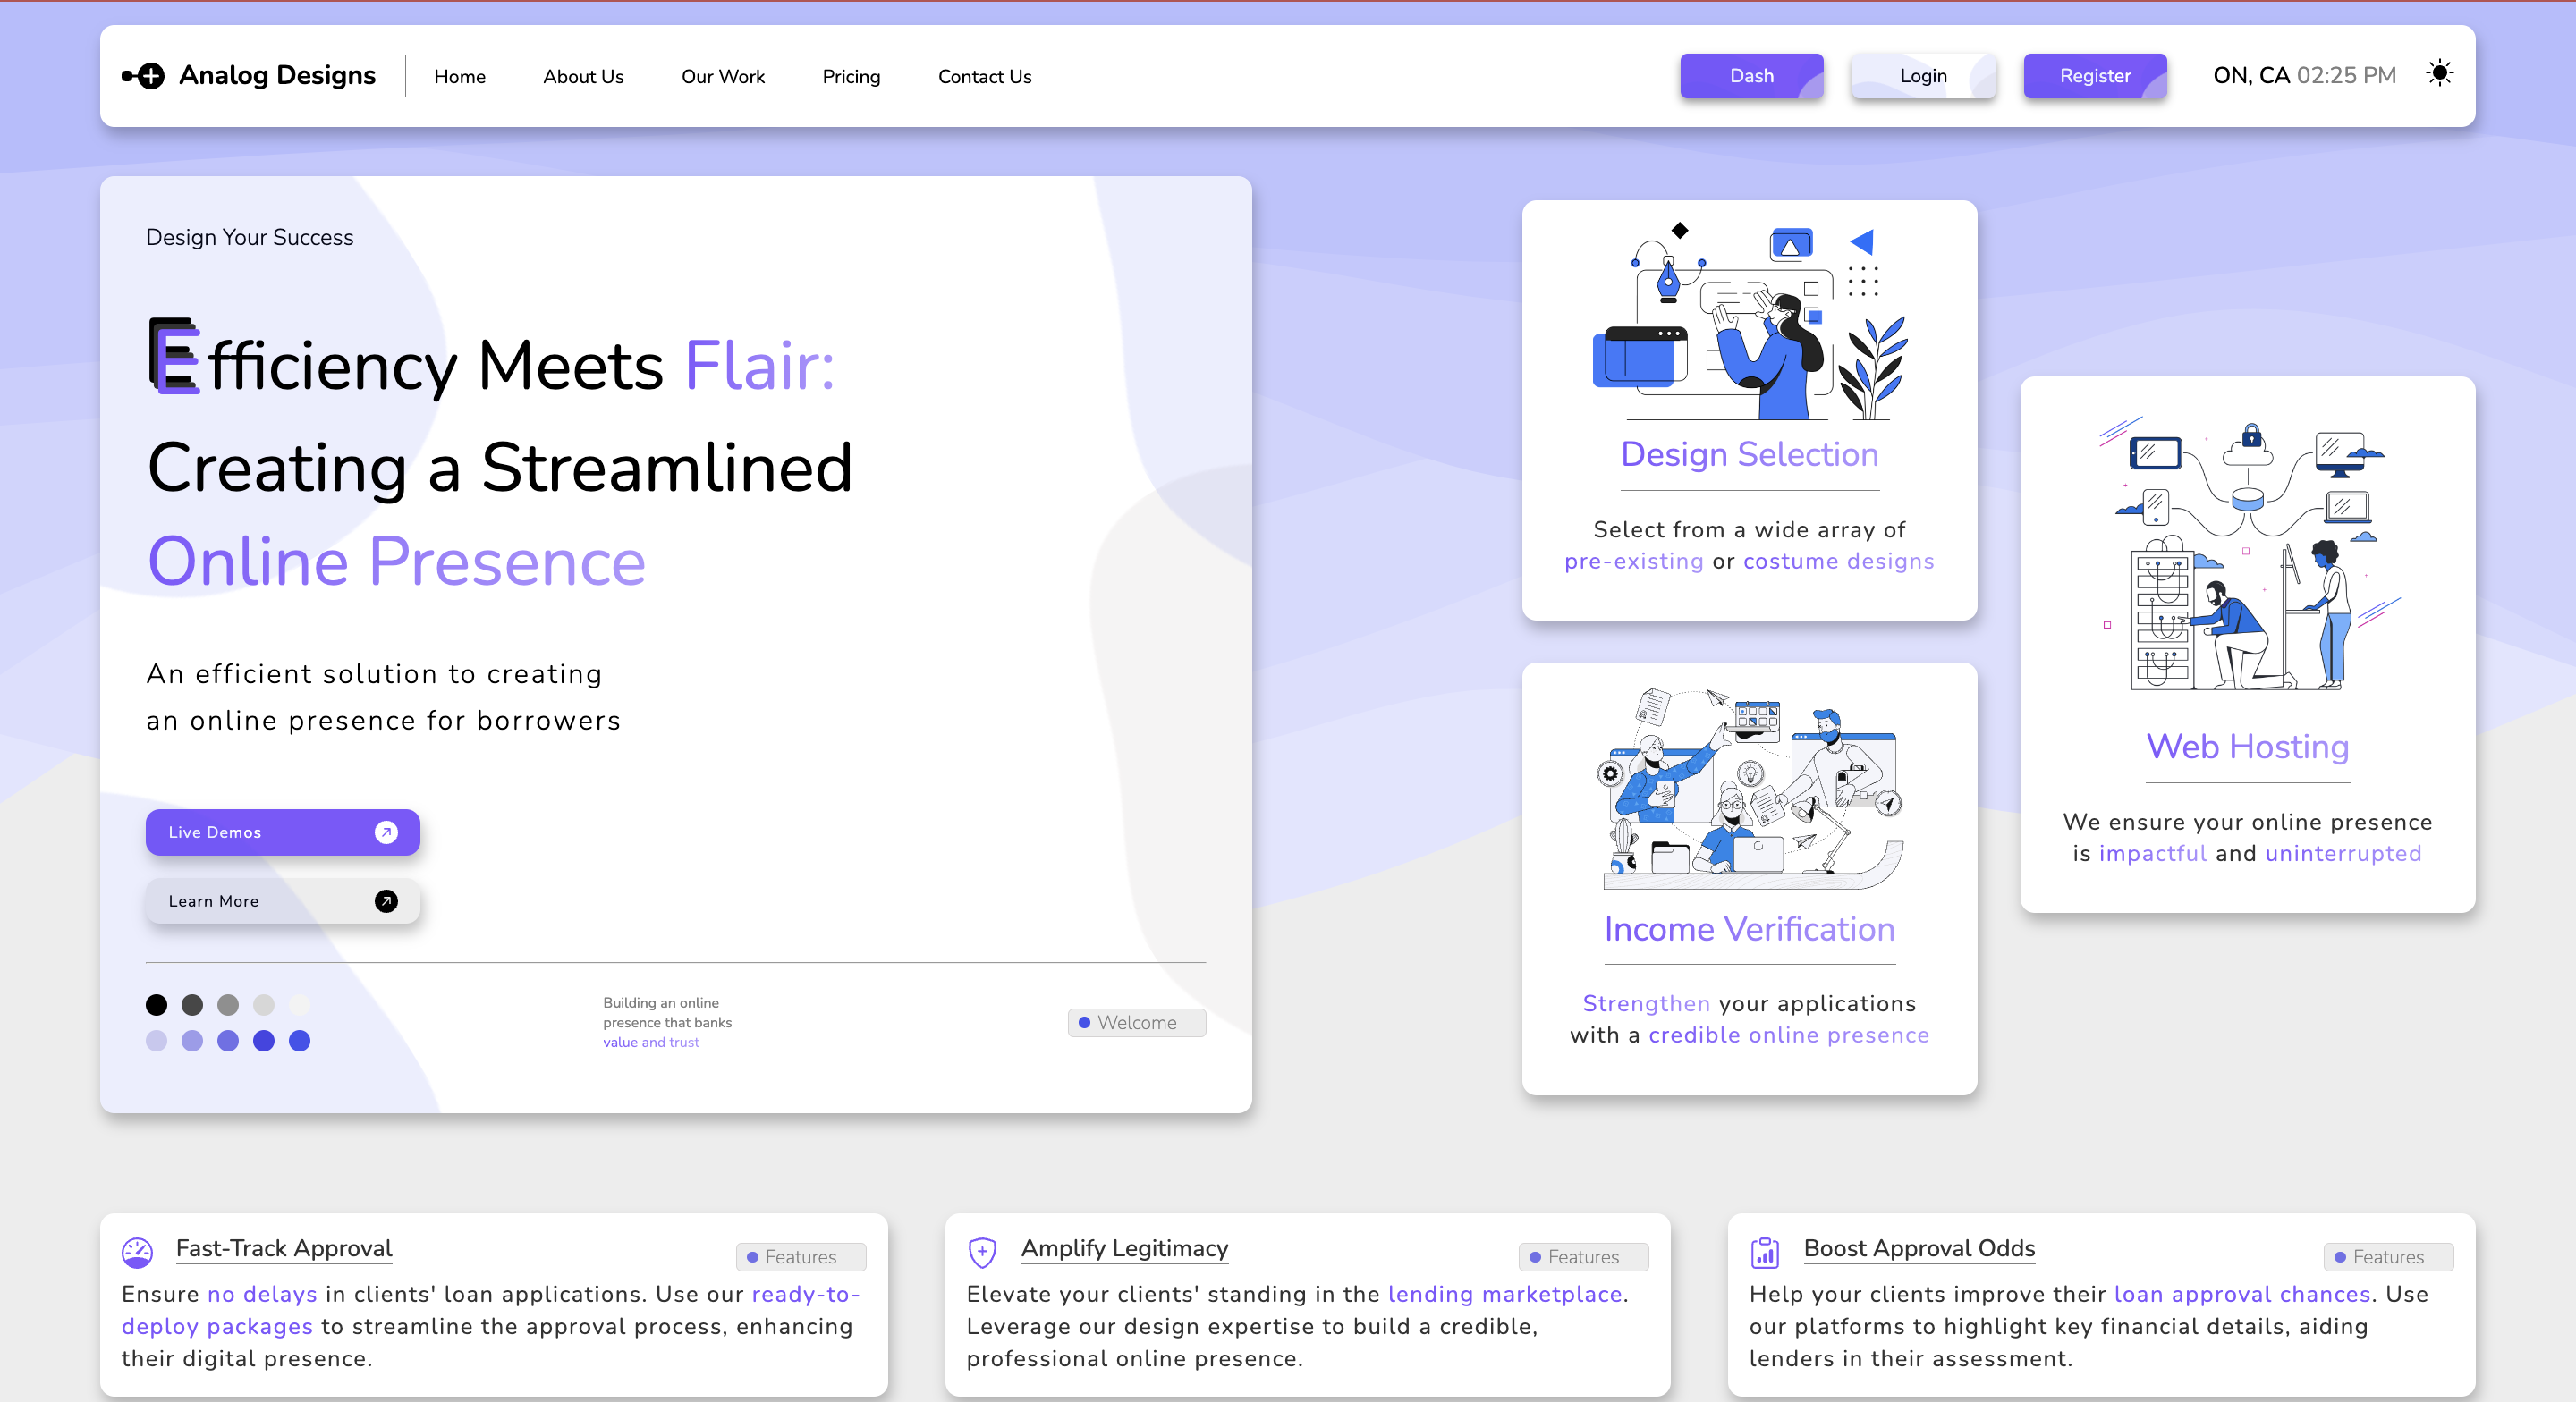 Analog Designs
Home
About Us
Our Work
Pricing
Contact Us
Dash
Login
Register
ON, CA 02:25 PM
Design Your Success
Efficiency Meets Flair:
Creating a Streamlined
Online Presence
An efficient solution to creating
an online presence for borrowers
Live Demos
Learn More
Building an online
presence that banks
value and trust
Welcome
Design Selection
Select from a wide array of
pre-existing or costume designs
Income Verification
Strengthen your applications
with a credible online presence
Web Hosting
We ensure your online presence
is impactful and uninterrupted
Fast-Track Approval
Features
Ensure no delays in clients' loan applications. Use our ready-to-
deploy packages to streamline the approval process, enhancing
their digital presence.
Amplify Legitimacy
Features
Elevate your clients' standing in the lending marketplace.
Leverage our design expertise to build a credible,
professional online presence.
Boost Approval Odds
Features
Help your clients improve their loan approval chances. Use
our platforms to highlight key financial details, aiding
lenders in their assessment.